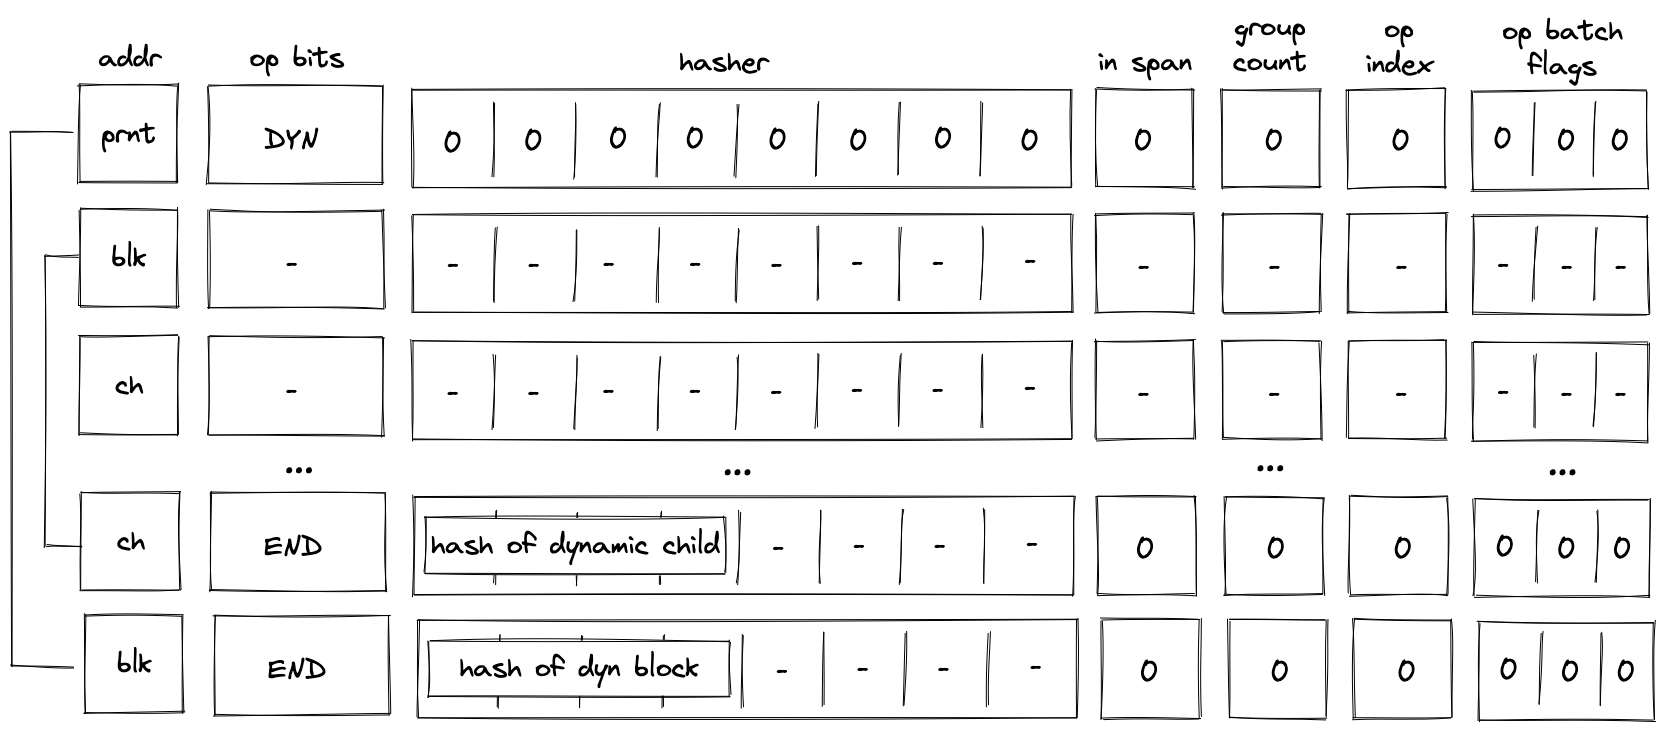 addr op bits hasher in span group count op index op batch flags
prnt DYN 0 0 0 0 0 0 0 0 0 0 0 0 0 0
blk - - - - - - - - - - - - - - -
ch - - - - - - - - - - - - - - -
... ... ... ...
ch END hash of dynamic child - - - - 0 0 0 0 0 0
blk END hash of dyn block - - - - 0 0 0 0 0 0